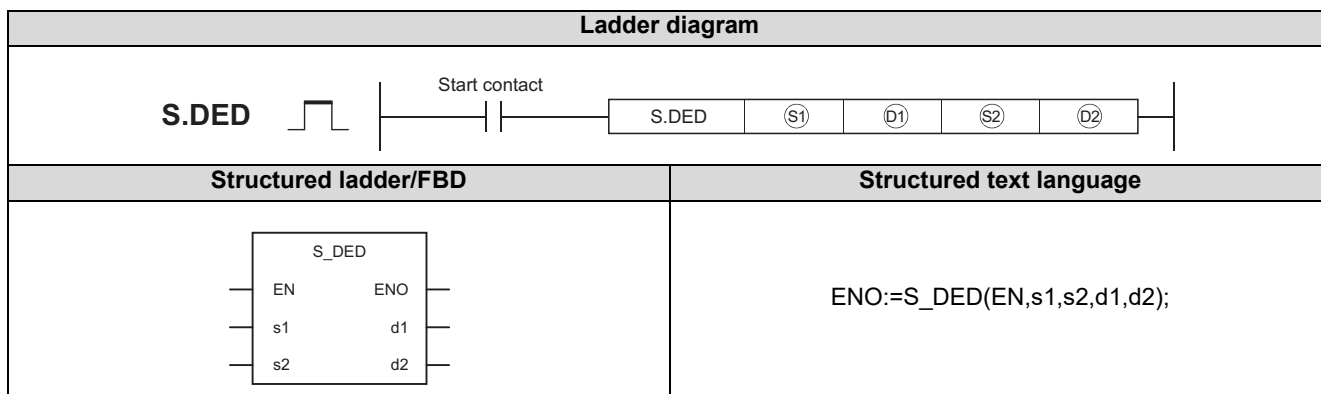 Ladder diagram
Start contact
S.DED
S.DED S1 D1 S2 D2
Structured ladder/FBD Structured text language
S_DED
EN ENO
s1 d1
s2 d2
ENO:=S_DED(EN,s1,s2,d1,d2);